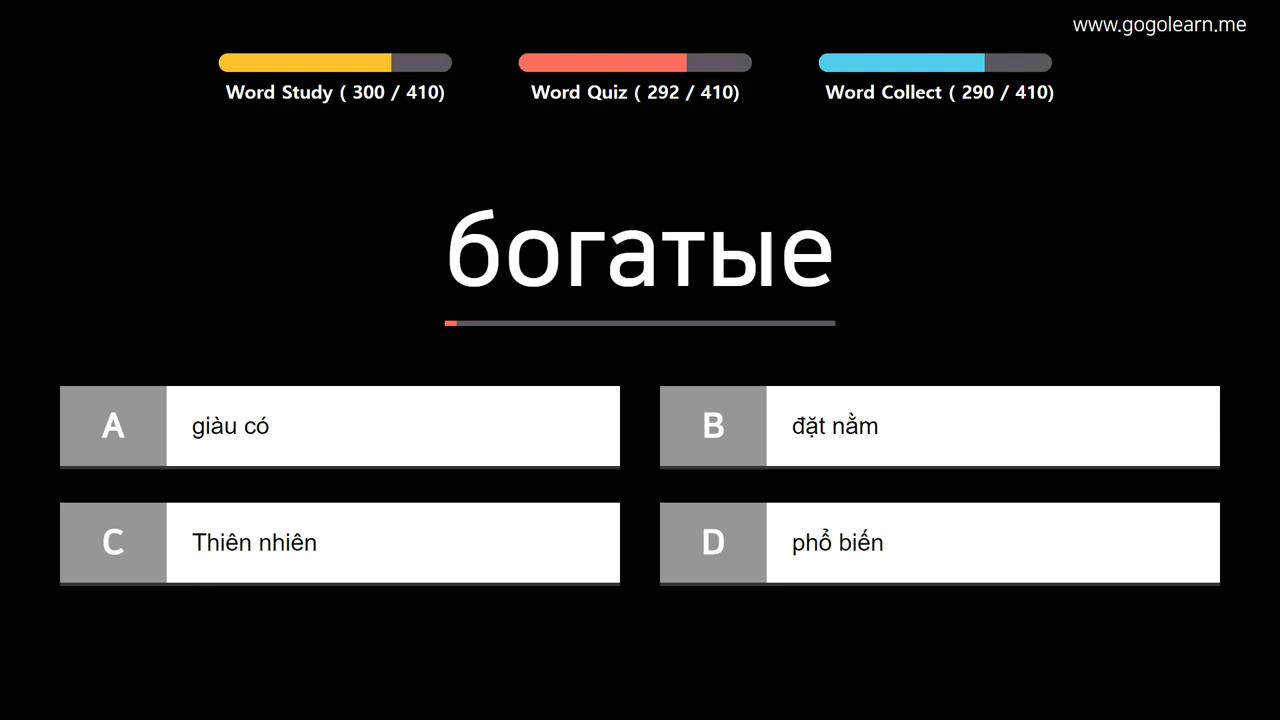 www.gogolearn.me
Word Study ( 300 / 410)
Word Quiz ( 292 / 410)
Word Collect ( 290 / 410)
богатые
A giàu có
B đặt nằm
C Thiên nhiên
D phổ biến